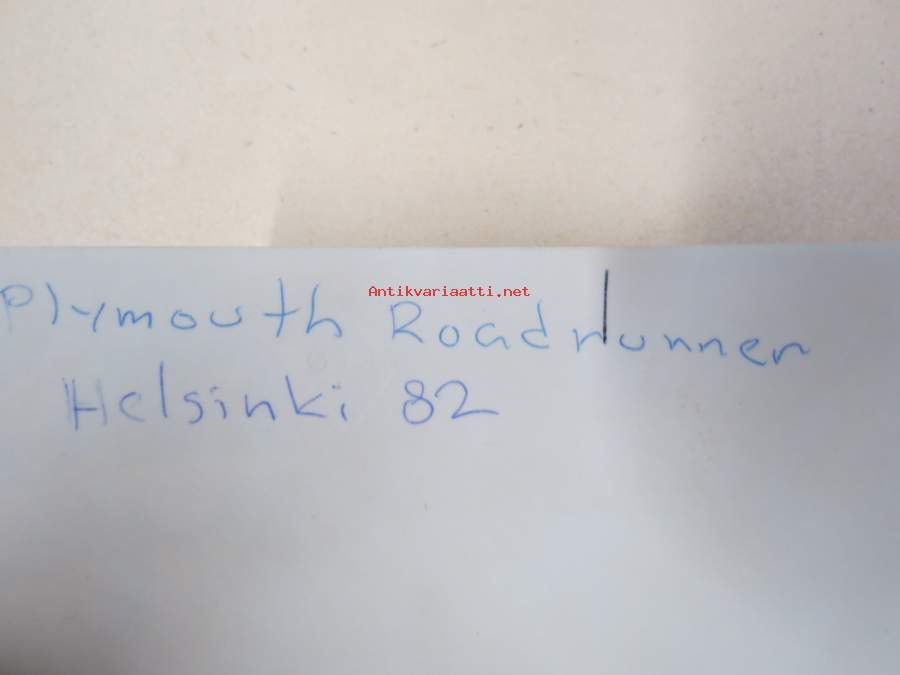 Antikvariaatti.net
Plymouth Roadrunner
Helsinki 82